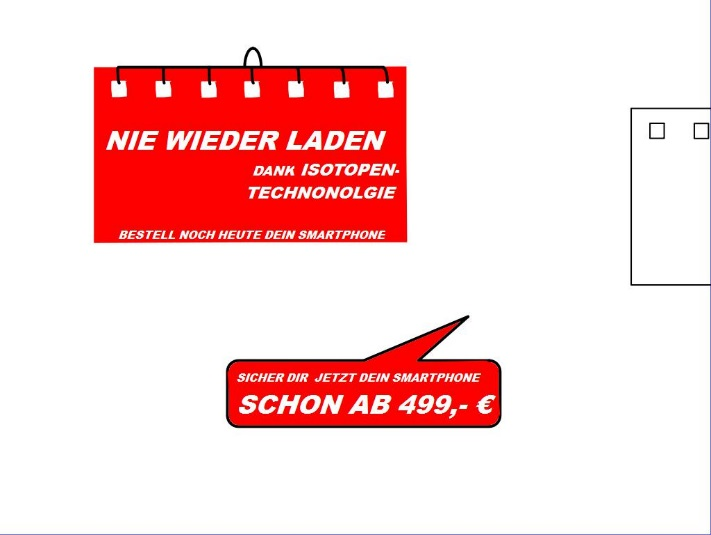 NIE WIEDER LADEN
DANK ISOTOPEN-
TECHNONOLGIE
BESTELL NOCH HEUTE DEIN SMARTPHONE
SICHER DIR JETZT DEIN SMARTPHONE
SCHON AB 499,- €